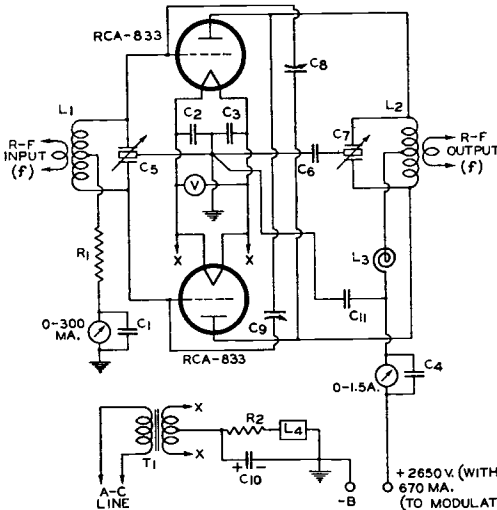 RCA-833
C8
L1
L2
C2 C3
C7
R-F
INPUT
(f)
C5
C6
R-F
OUTPUT
(f)
V
R1
X X
L3
C11
0-300
MA.
C1
C9
C4
RCA-833
0-1.5A.
X
R2
L4
T1
X
C10
A-C
LINE
-B
+ 2650 V. (WITH
670 MA.
(TO MODULAT